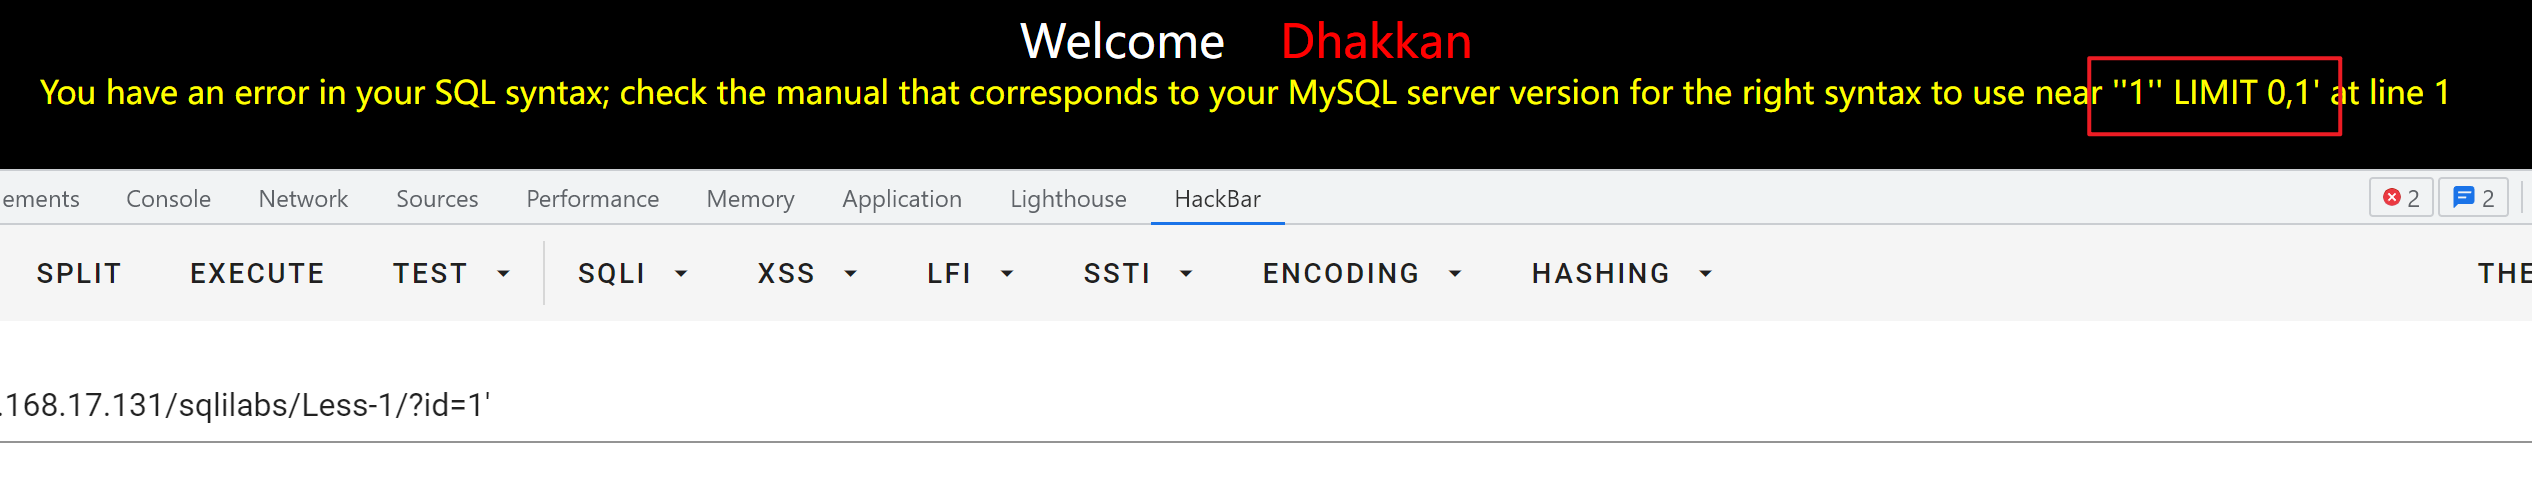 Welcome Dhakkan
You have an error in your SQL syntax; check the manual that corresponds to your MySQL server version for the right syntax to use near ''1'' LIMIT 0,1' at line 1
ements Console Network Sources Performance Memory Application Lighthouse HackBar 2 2
SPLIT EXECUTE TEST SQLI XSS LFI SSTI ENCODING HASHING THE
.168.17.131/sqlilabs/Less-1/?id=1'